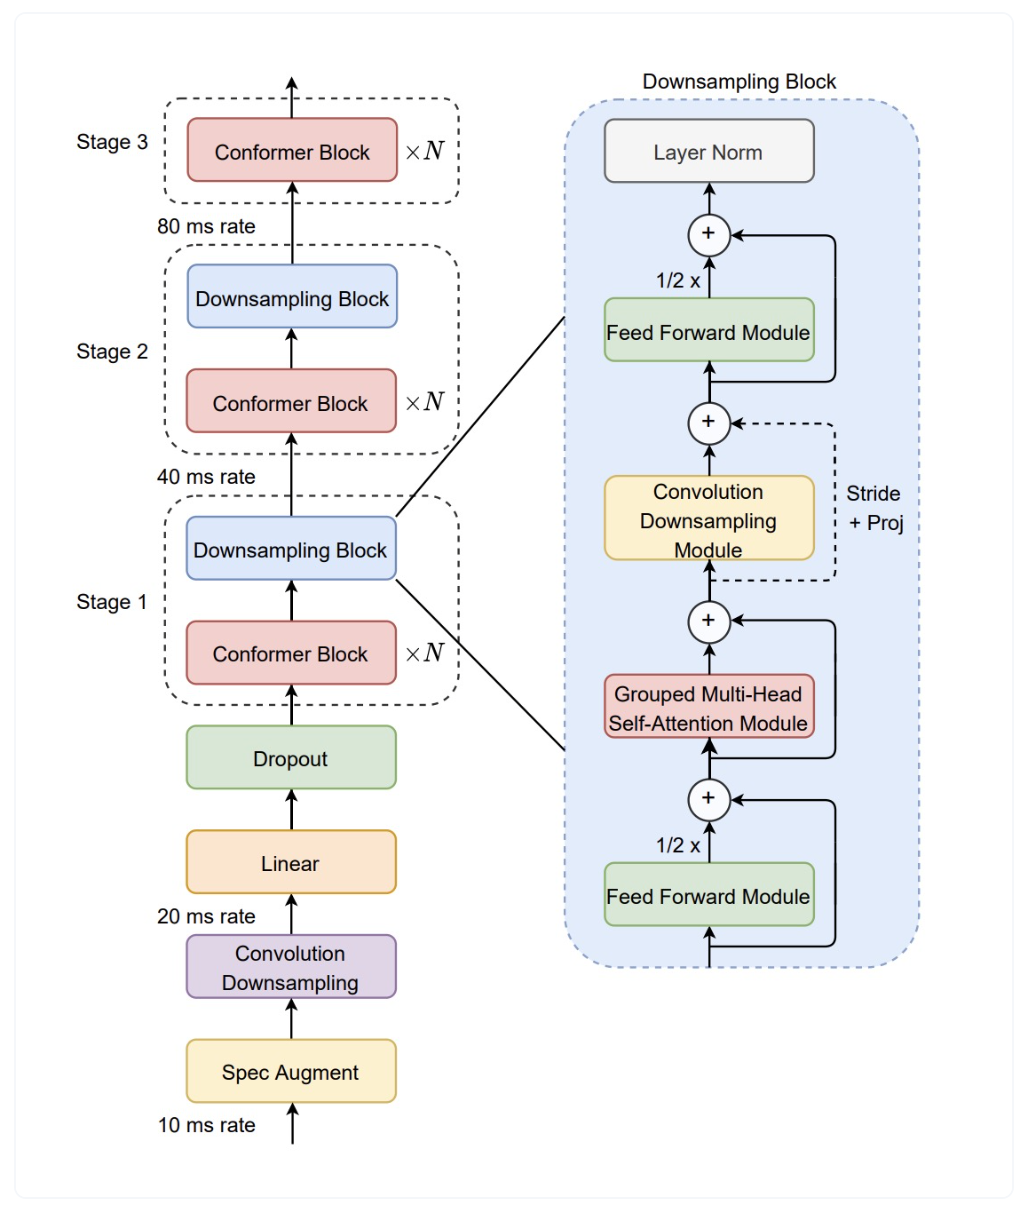 Stage 3
Conformer Block
×N
80 ms rate
Stage 2
Downsampling Block
Conformer Block
×N
40 ms rate
Stage 1
Downsampling Block
Conformer Block
×N
Dropout
Linear
20 ms rate
Convolution
Downsampling
Spec Augment
10 ms rate
Downsampling Block
Layer Norm
+
1/2 x
Feed Forward Module
+
Convolution
Downsampling
Module
Stride
+ Proj
+
Grouped Multi-Head
Self-Attention Module
+
1/2 x
Feed Forward Module